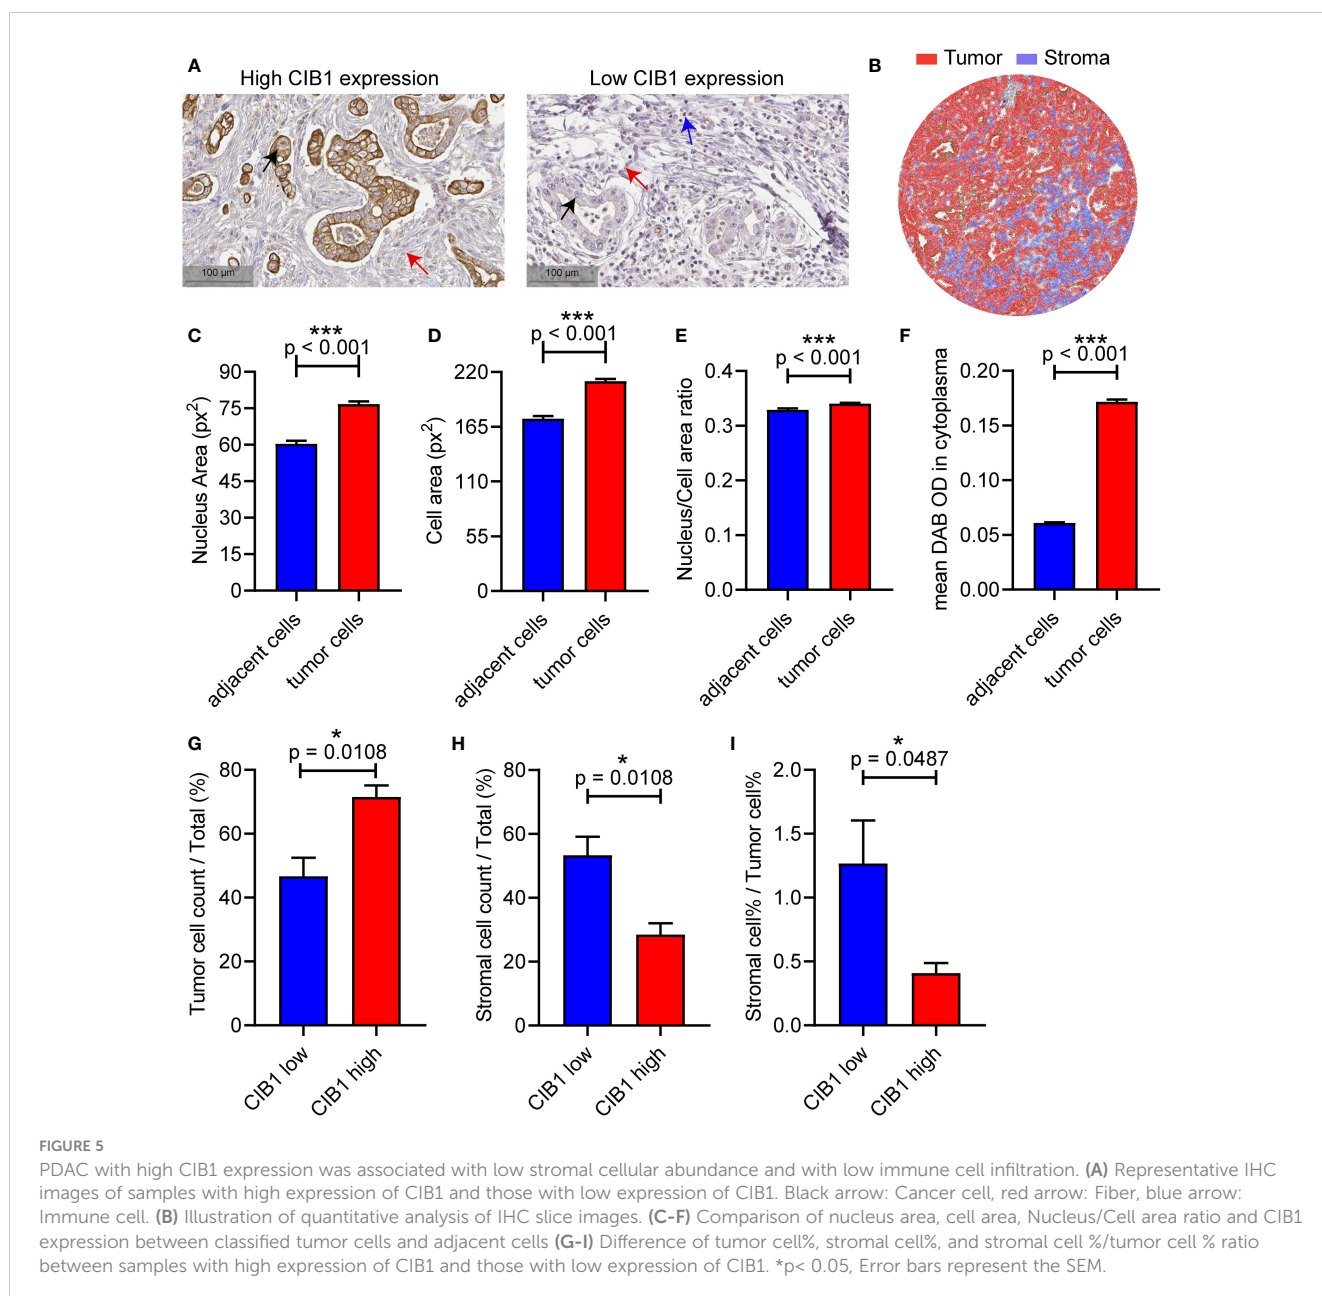 A
High CIB1 expression
Low CIB1 expression
100 µm
100 µm
B
Tumor Stroma
C
***
p < 0.001
Nucleus Area (px²)
90
75
60
45
30
15
0
adjacent cells
tumor cells
D
***
p < 0.001
Cell area (px²)
220
165
110
55
0
adjacent cells
tumor cells
E
***
p < 0.001
Nucleus/Cell area ratio
0.4
0.3
0.2
0.1
0.0
adjacent cells
tumor cells
F
***
p < 0.001
mean DAB OD in cytoplasma
0.20
0.15
0.10
0.05
0.00
adjacent cells
tumor cells
G
*
p = 0.0108
Tumor cell count / Total (%)
80
60
40
20
0
CIB1 low
CIB1 high
H
*
p = 0.0108
Stromal cell count / Total (%)
80
60
40
20
0
CIB1 low
CIB1 high
I
*
p = 0.0487
Stromal cell% / Tumor cell%
2.0
1.5
1.0
0.5
0.0
CIB1 low
CIB1 high
FIGURE 5
PDAC with high CIB1 expression was associated with low stromal cellular abundance and with low immune cell infiltration. (A) Representative IHC
images of samples with high expression of CIB1 and those with low expression of CIB1. Black arrow: Cancer cell, red arrow: Fiber, blue arrow:
Immune cell. (B) Illustration of quantitative analysis of IHC slice images. (C-F) Comparison of nucleus area, cell area, Nucleus/Cell area ratio and CIB1
expression between classified tumor cells and adjacent cells (G-I) Difference of tumor cell%, stromal cell%, and stromal cell %/tumor cell % ratio
between samples with high expression of CIB1 and those with low expression of CIB1. *p< 0.05, Error bars represent the SEM.